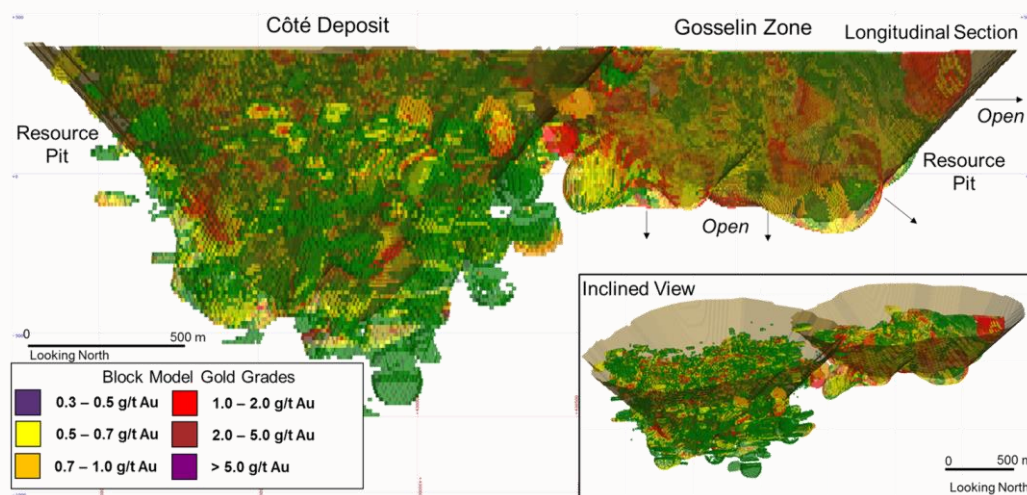 Côté Deposit
Gosselin Zone
Longitudinal Section
Open
Resource
Pit
Resource
Pit
Open
0
500 m
Looking North
Block Model Gold Grades
0.3 – 0.5 g/t Au
1.0 – 2.0 g/t Au
0.5 – 0.7 g/t Au
2.0 – 5.0 g/t Au
0.7 – 1.0 g/t Au
> 5.0 g/t Au
Inclined View
0
500 m
Looking North